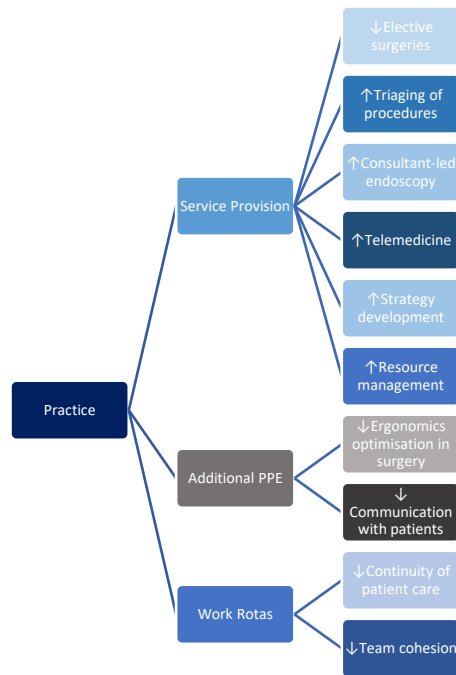 ↓Elective
surgeries
↑Triaging of
procedures
↑Consultant-led
endoscopy
Service Provision
↑Telemedicine
↑Strategy
development
↑Resource
management
Practice
↓Ergonomics
optimisation in
surgery
Additional PPE
↓
Communication
with patients
↓Continuity of
patient care
Work Rotas
↓Team cohesion